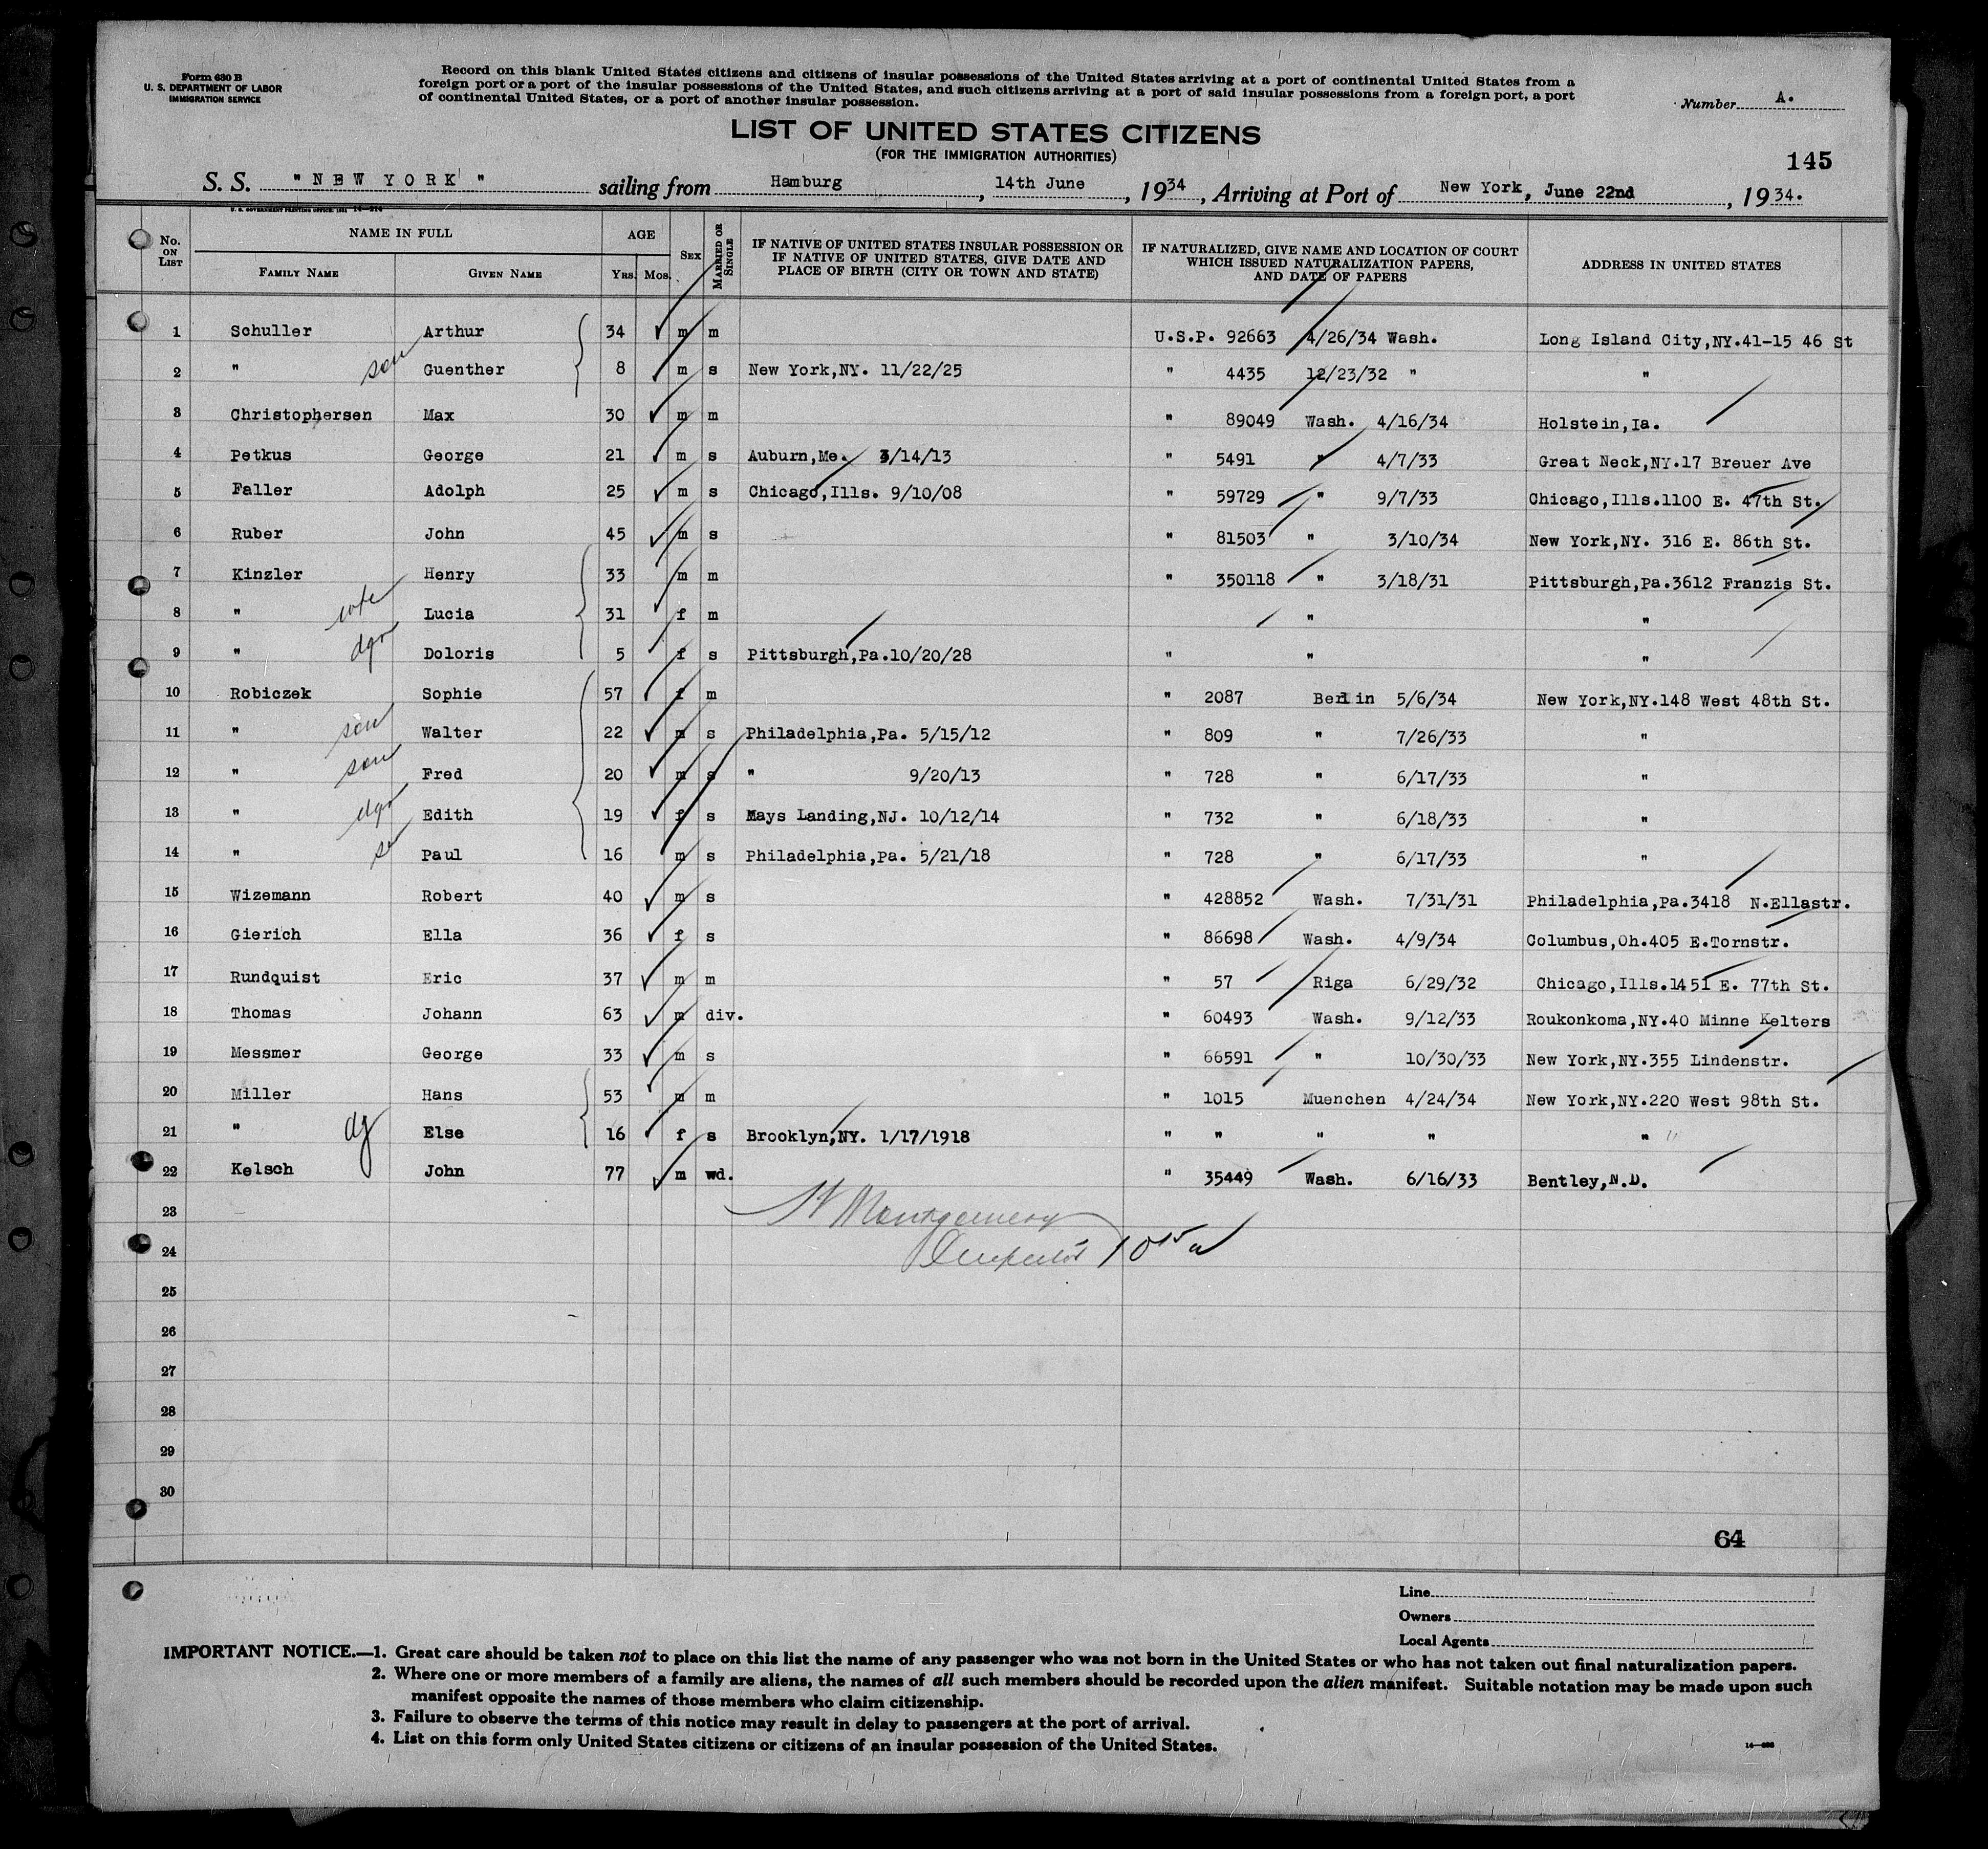 Form 630 B
U. S. DEPARTMENT OF LABOR
IMMIGRATION SERVICE
Record on this blank United States citizens and citizens of insular possessions of the United States arriving at a port of continental United States from a
foreign port or a port of the insular possessions of the United States, and such citizens arriving at a port of said insular possessions from a foreign port, a port
of continental United States, or a port of another insular possession.
Number A.
LIST OF UNITED STATES CITIZENS
(FOR THE IMMIGRATION AUTHORITIES)
145
S. S. "NEW YORK" sailing from Hamburg, 14th June, 1934, Arriving at Port of New York, June 22nd, 1934.
No. ON LIST | NAME IN FULL | AGE | SEX | MARRIED OR SINGLE | IF NATIVE OF UNITED STATES INSULAR POSSESSION OR IF NATIVE OF UNITED STATES, GIVE DATE AND PLACE OF BIRTH (CITY OR TOWN AND STATE) | IF NATURALIZED, GIVE NAME AND LOCATION OF COURT WHICH ISSUED NATURALIZATION PAPERS, AND DATE OF PAPERS | ADDRESS IN UNITED STATES
FAMILY NAME | GIVEN NAME | YRS. | MOS.
1 Schuller Arthur 34 m m U.S.P. 92663 4/26/34 Wash. Long Island City,NY.41-15 46 St
2 " son Guenther 8 m s New York,NY. 11/22/25 " 4435 12/23/32 " "
3 Christophersen Max 30 m m " 89049 Wash. 4/16/34 Holstein,Ia.
4 Petkus George 21 m s Auburn,Me. 3/14/13 " 5491 " 4/7/33 Great Neck,NY.17 Breuer Ave
5 Faller Adolph 25 m s Chicago,Ills. 9/10/08 " 59729 " 9/7/33 Chicago,Ills.1100 E. 47th St.
6 Ruber John 45 m s " 81503 " 3/10/34 New York,NY. 316 E. 86th St.
7 Kinzler Henry 33 m m " 350118 " 3/18/31 Pittsburgh,Pa.3612 Franzis St.
8 " wife Lucia 31 f m " "
9 " dgr Doloris 5 f s Pittsburgh,Pa.10/20/28 " " "
10 Robiczek Sophie 57 f m " 2087 Berlin 5/6/34 New York,NY.148 West 48th St.
11 " son Walter 22 m s Philadelphia,Pa. 5/15/12 " 809 " 7/26/33 "
12 " son Fred 20 m s " 9/20/13 " 728 " 6/17/33 "
13 " dgr Edith 19 f s Mays Landing,NJ. 10/12/14 " 732 " 6/18/33 "
14 " Paul 16 m s Philadelphia,Pa. 5/21/18 " 728 " 6/17/33 "
15 Wizemann Robert 40 m s " 428852 Wash. 7/31/31 Philadelphia,Pa.3418 N.Ellastr.
16 Gierich Ella 36 f s " 86698 Wash. 4/9/34 Columbus,Oh.405 E.Tornstr.
17 Rundquist Eric 37 m m " 57 Riga 6/29/32 Chicago,Ills.1451 E. 77th St.
18 Thomas Johann 63 m div. " 60493 Wash. 9/12/33 Roukonkoma,NY.40 Minne Kelters
19 Messmer George 33 m s " 66591 " 10/30/33 New York,NY.355 Lindenstr.
20 Miller Hans 53 m m " 1015 Muenchen 4/24/34 New York,NY.220 West 98th St.
21 " dg Else 16 f s Brooklyn,NY. 1/17/1918 " " " " "
22 Kelsch John 77 m wd. " 35449 Wash. 6/16/33 Bentley,N.D.
23 Montgomery
24
25
26
27
28
29
30
64
Line
Owners
Local Agents
IMPORTANT NOTICE.—1. Great care should be taken not to place on this list the name of any passenger who was not born in the United States or who has not taken out final naturalization papers.
2. Where one or more members of a family are aliens, the names of all such members should be recorded upon the alien manifest. Suitable notation may be made upon such
manifest opposite the names of those members who claim citizenship.
3. Failure to observe the terms of this notice may result in delay to passengers at the port of arrival.
4. List on this form only United States citizens or citizens of an insular possession of the United States.